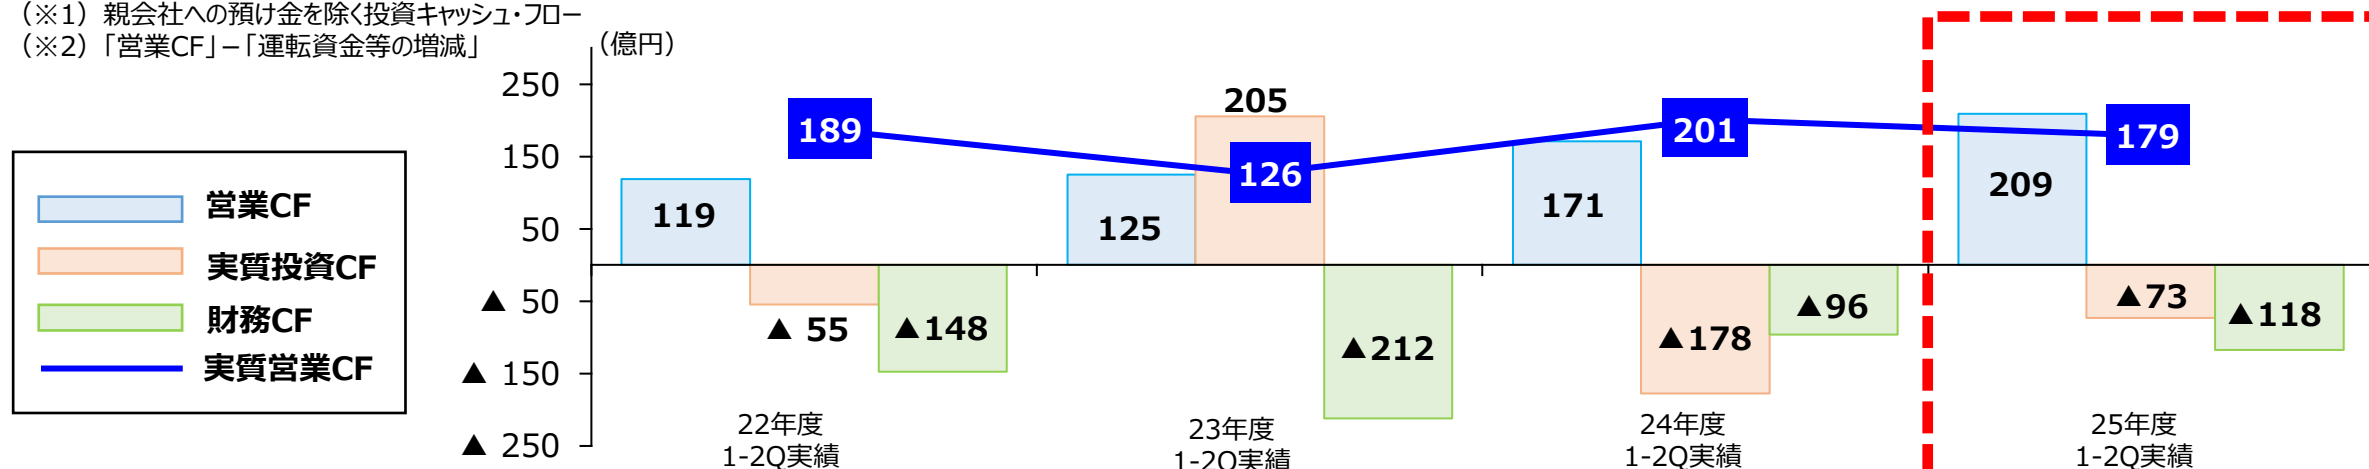 （※1）親会社への預け金を除く投資キャッシュ・フロー
（※2）「営業CF」–「運転資金等の増減」
（億円）
250
150
50
▲ 50
▲ 150
▲ 250
営業CF
実質投資CF
財務CF
実質営業CF
189
119
▲ 55
▲148
22年度
1-2Q実績
205
126
125
▲212
23年度
1-2Q実績
201
171
▲178
▲96
24年度
1-2Q実績
179
209
▲73
▲118
25年度
1-2Q実績